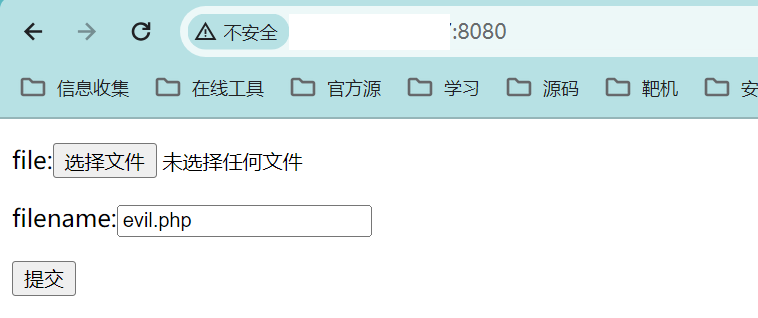 不安全 :8080
信息收集 在线工具 官方源 学习 源码 靶机
file: 选择文件 未选择任何文件
filename: evil.php
提交